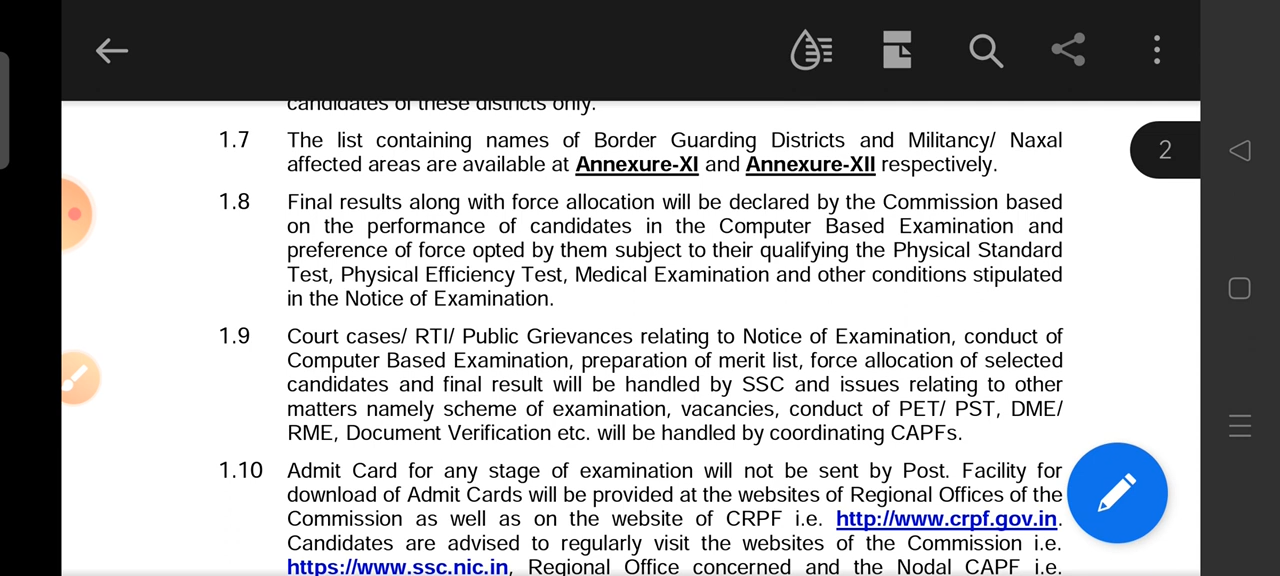 candidates of these districts only.
2
1.7 The list containing names of Border Guarding Districts and Militancy/ Naxal
affected areas are available at Annexure-XI and Annexure-XII respectively.
1.8 Final results along with force allocation will be declared by the Commission based
on the performance of candidates in the Computer Based Examination and
preference of force opted by them subject to their qualifying the Physical Standard
Test, Physical Efficiency Test, Medical Examination and other conditions stipulated
in the Notice of Examination.
1.9 Court cases/ RTI/ Public Grievances relating to Notice of Examination, conduct of
Computer Based Examination, preparation of merit list, force allocation of selected
candidates and final result will be handled by SSC and issues relating to other
matters namely scheme of examination, vacancies, conduct of PET/ PST, DME/
RME, Document Verification etc. will be handled by coordinating CAPFs.
1.10 Admit Card for any stage of examination will not be sent by Post. Facility for
download of Admit Cards will be provided at the websites of Regional Offices of the
Commission as well as on the website of CRPF i.e. http://www.crpf.gov.in.
Candidates are advised to regularly visit the websites of the Commission i.e.
https://www.ssc.nic.in, Regional Office concerned and the Nodal CAPF i.e.